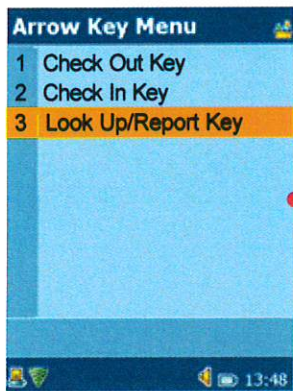 Arrow Key Menu
1 Check Out Key
2 Check In Key
3 Look Up/Report Key
13:48